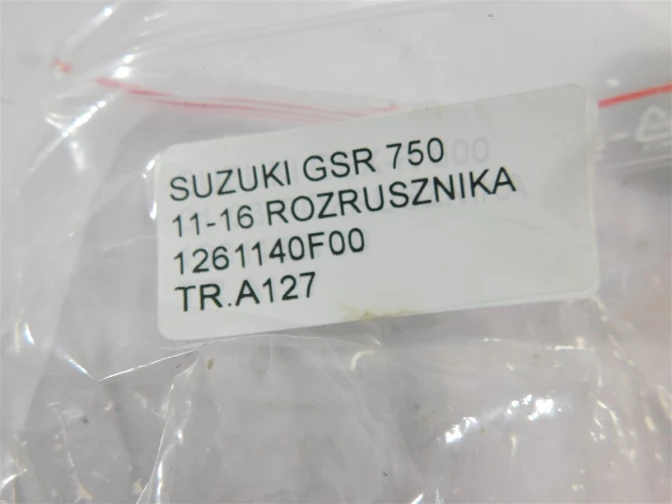 SUZUKI GSR 750
11-16 ROZRUSZNIKA
1261140F00
TR.A127